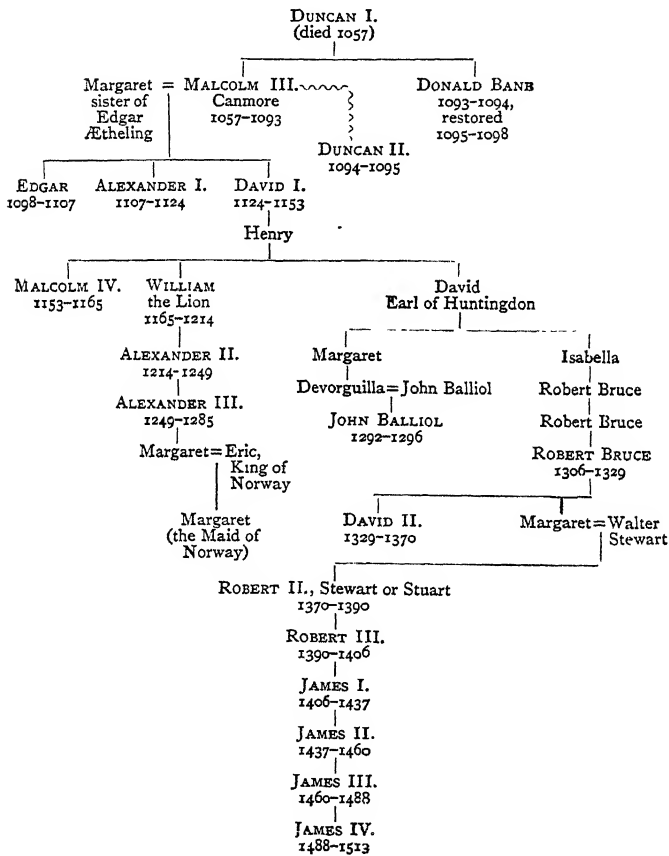 DUNCAN I.
(died 1057)
Margaret = MALCOLM III.
sister of
Edgar
Ætheling
Canmore
1057–1093
DONALD BANE
1093–1094,
restored
1095–1098
DUNCAN II.
1094–1095
EDGAR
1098–1107
ALEXANDER I.
1107–1124
DAVID I.
1124–1153
Henry
MALCOLM IV.
1153–1165
WILLIAM
the Lion
1165–1214
David
Earl of Huntingdon
ALEXANDER II.
1214–1249
ALEXANDER III.
1249–1285
Margaret=Eric,
King of
Norway
Margaret
(the Maid of
Norway)
Margaret
Devorguilla=John Balliol
JOHN BALLIOL
1292–1296
Isabella
Robert Bruce
Robert Bruce
ROBERT BRUCE
1306–1329
DAVID II.
1329–1370
Margaret=Walter
Stewart
ROBERT II., Stewart or Stuart
1370–1390
ROBERT III.
1390–1406
JAMES I.
1406–1437
JAMES II.
1437–1460
JAMES III.
1460–1488
JAMES IV.
1488–1513